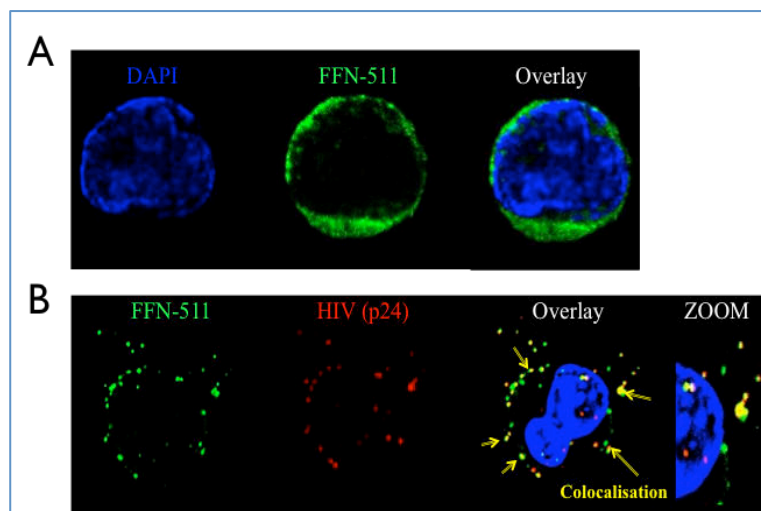 A
DAPI FFN-511 Overlay
B
FFN-511 HIV (p24) Overlay ZOOM
Colocalisation